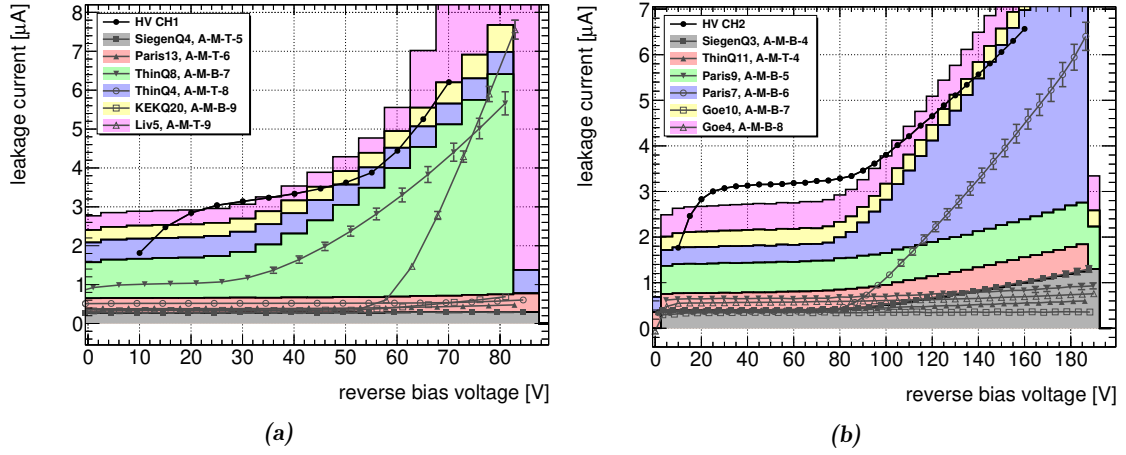 leakage current [µA]
8
7
6
5
4
3
2
1
0
HV CH1
SiegenQ4, A-M-T-5
Paris13, A-M-T-6
ThinQ8, A-M-B-7
ThinQ4, A-M-T-8
KEKQ20, A-M-B-9
Liv5, A-M-T-9
0 10 20 30 40 50 60 70 80
reverse bias voltage [V]
(a)
leakage current [µA]
7
6
5
4
3
2
1
0
HV CH2
SiegenQ3, A-M-B-4
ThinQ11, A-M-T-4
Paris9, A-M-B-5
Paris7, A-M-B-6
Goe10, A-M-B-7
Goe4, A-M-B-8
0 20 40 60 80 100 120 140 160 180
reverse bias voltage [V]
(b)